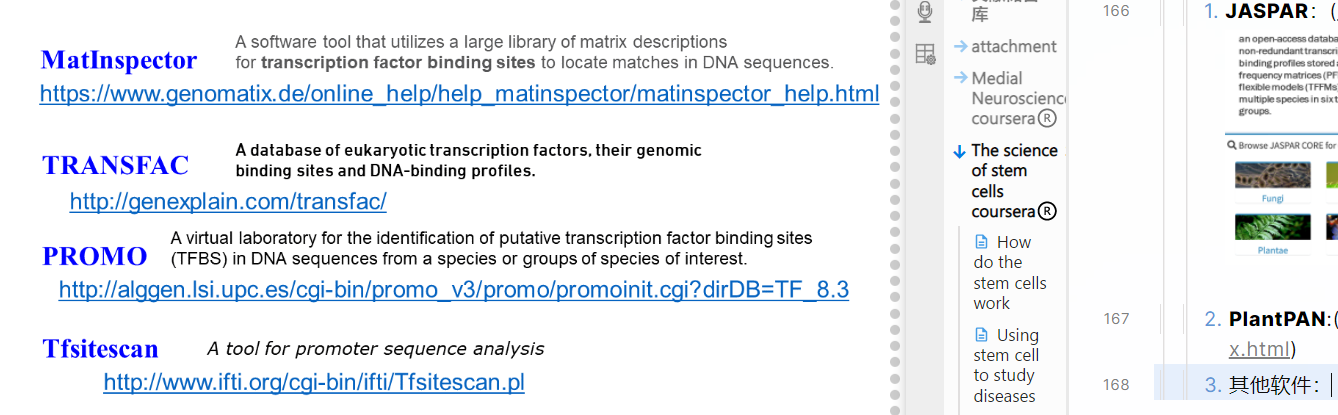 MatInspector
A software tool that utilizes a large library of matrix descriptions
for transcription factor binding sites to locate matches in DNA sequences.
https://www.genomatix.de/online_help/help_matinspector/matinspector_help.html
TRANSFAC
A database of eukaryotic transcription factors, their genomic
binding sites and DNA-binding profiles.
http://genexplain.com/transfac/
PROMO
A virtual laboratory for the identification of putative transcription factor binding sites
(TFBS) in DNA sequences from a species or groups of species of interest.
http://alggen.lsi.upc.es/cgi-bin/promo_v3/promo/promoinit.cgi?dirDB=TF_8.3
Tfsitescan
A tool for promoter sequence analysis
http://www.ifti.org/cgi-bin/ifti/Tfsitescan.pl
库
attachment
Medial
Neuroscience
coursera®
The science
of stem
cells
coursera®
How
do the
stem cells
work
Using
stem cell
to study
diseases
166
1. JASPAR：(
an open-access databa
non-redundant transcri
binding profiles stored a
frequency matrices (PF
flexible models (TFFMs
multiple species in six t
groups.
Browse JASPAR CORE for
Fungi
Plantae
167
2. PlantPAN:(
x.html)
168
3. 其他软件：